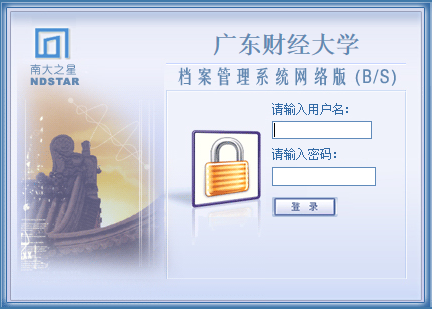 南大之星
NDSTAR
广东财经大学
档案管理系统网络版 (B/S)
请输入用户名：
请输入密码：
登 录